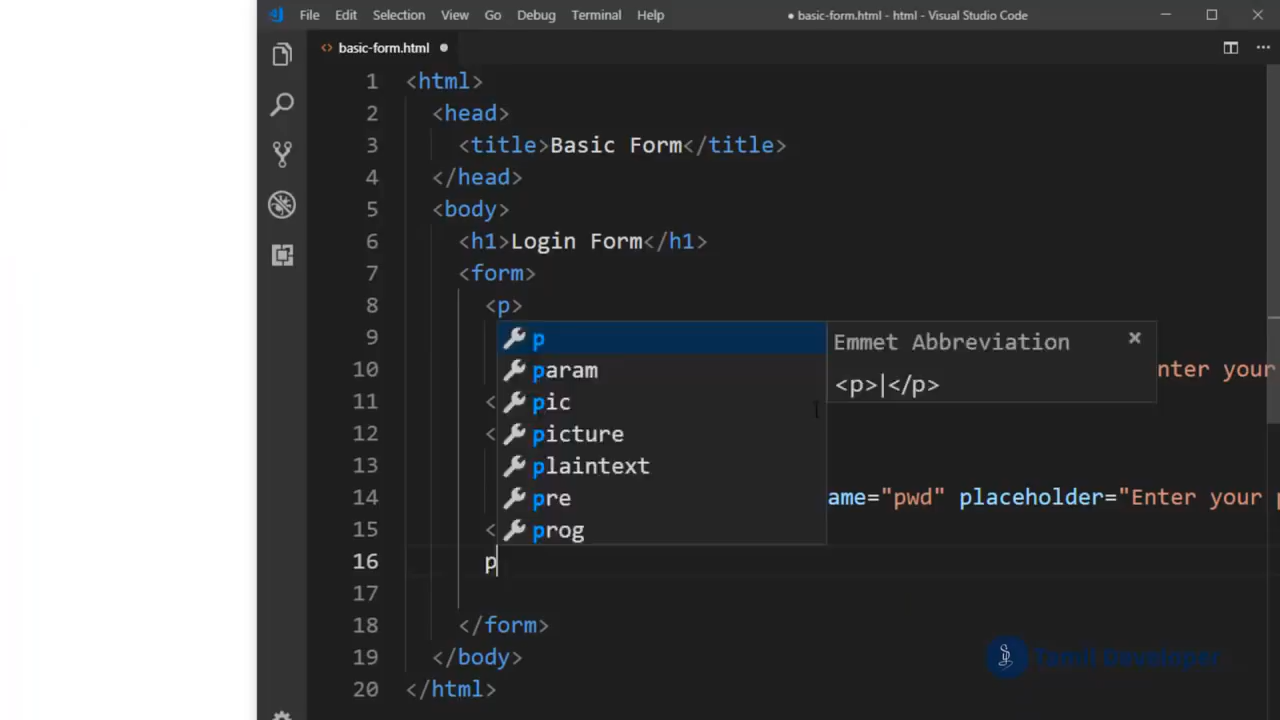 File Edit Selection View Go Debug Terminal Help
● basic-form.html - html - Visual Studio Code
<> basic-form.html ●
1 <html>
2 <head>
3 <title>Basic Form</title>
4 </head>
5 <body>
6 <h1>Login Form</h1>
7 <form>
8 <p>
9 p Emmet Abbreviation
10 param <p>|</p> nter your
11 < pic
12 < picture
13 plaintext
14 pre ame="pwd" placeholder="Enter your p
15 < prog
16 p
17
18 </form>
19 </body>
20 </html>
Tamil Developer